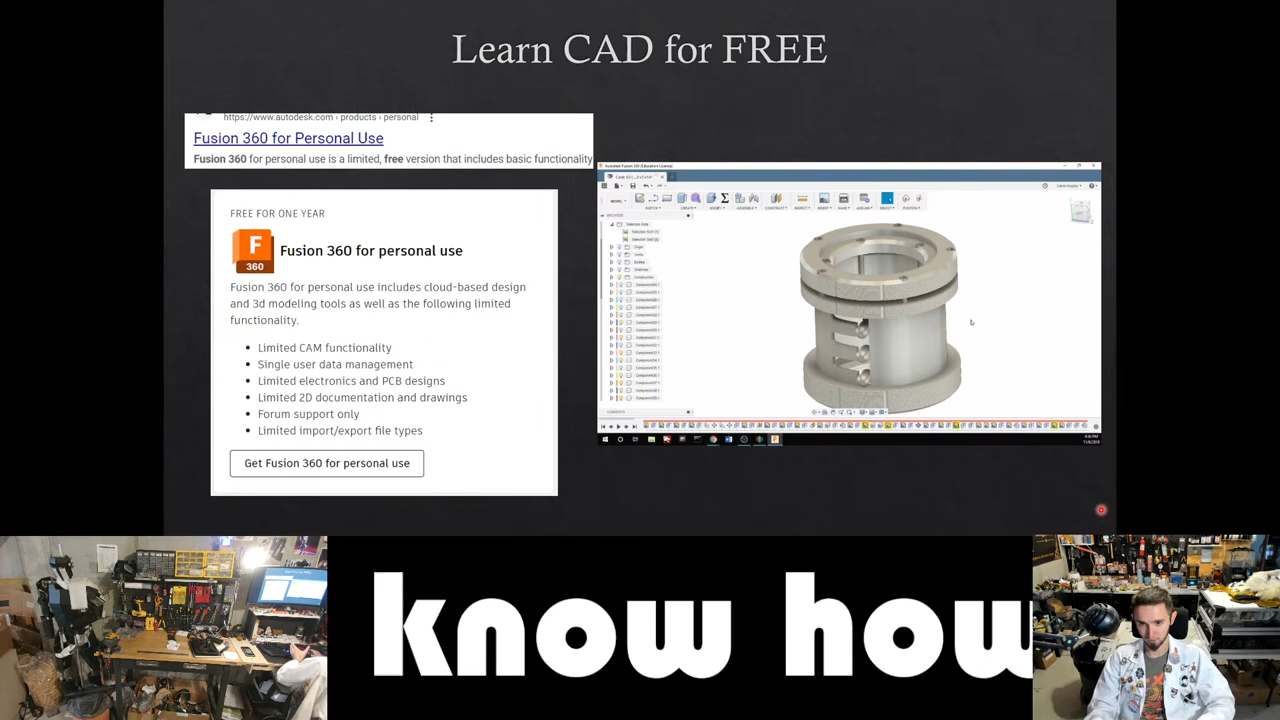 Learn CAD for FREE
https://www.autodesk.com › products › personal
Fusion 360 for Personal Use
Fusion 360 for personal use is a limited, free version that includes basic functionality
FREE FOR ONE YEAR
F
360
Fusion 360 for personal use
Fusion 360 for personal use includes cloud-based design
and 3d modeling tools as well as the following limited
functionality.
• Limited CAM functionality
• Single user data management
• Limited electronics and PCB designs
• Limited 2D documentation and drawings
• Forum support only
• Limited import/export file types
Get Fusion 360 for personal use
know how